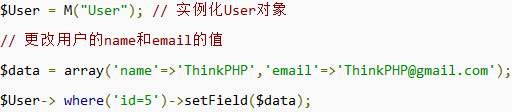 $User = M("User"); // 实例化User对象
// 更改用户的name和email的值
$data = array('name'=>'ThinkPHP','email'=>'ThinkPHP@gmail.com');
$User-> where('id=5')->setField($data);